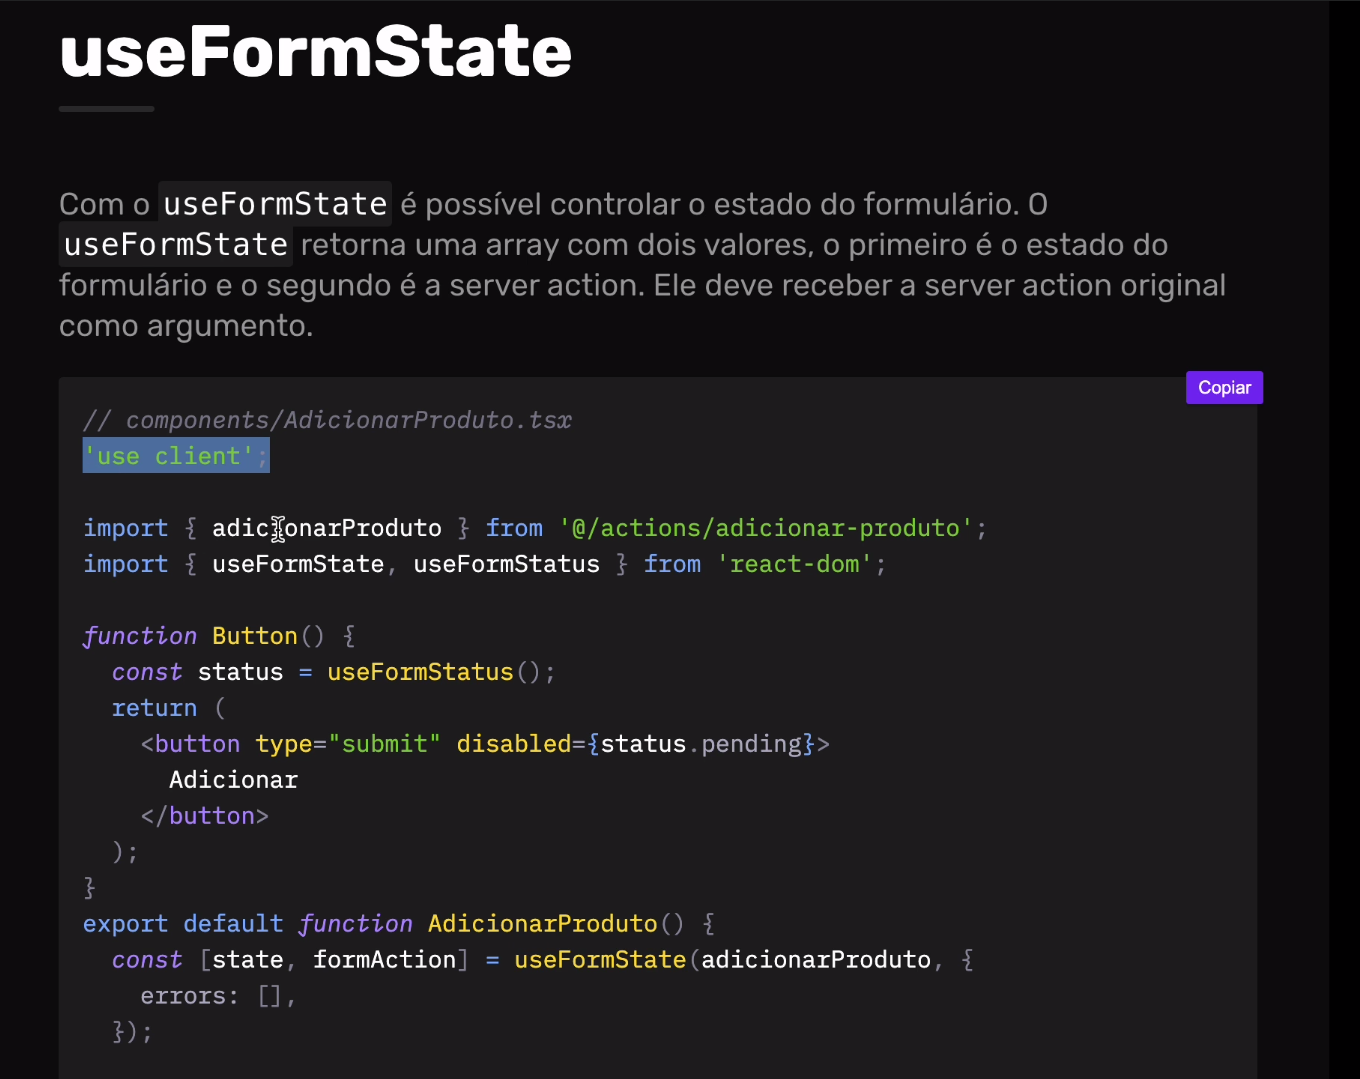 useFormState
Com o useFormState é possível controlar o estado do formulário. O
useFormState retorna uma array com dois valores, o primeiro é o estado do
formulário e o segundo é a server action. Ele deve receber a server action original
como argumento.
Copiar
// components/AdicionarProduto.tsx
'use client';
import { adicionarProduto } from '@/actions/adicionar-produto';
import { useFormState, useFormStatus } from 'react-dom';
function Button() {
  const status = useFormStatus();
  return (
    <button type="submit" disabled={status.pending}>
      Adicionar
    </button>
  );
}
export default function AdicionarProduto() {
  const [state, formAction] = useFormState(adicionarProduto, {
    errors: [],
  });